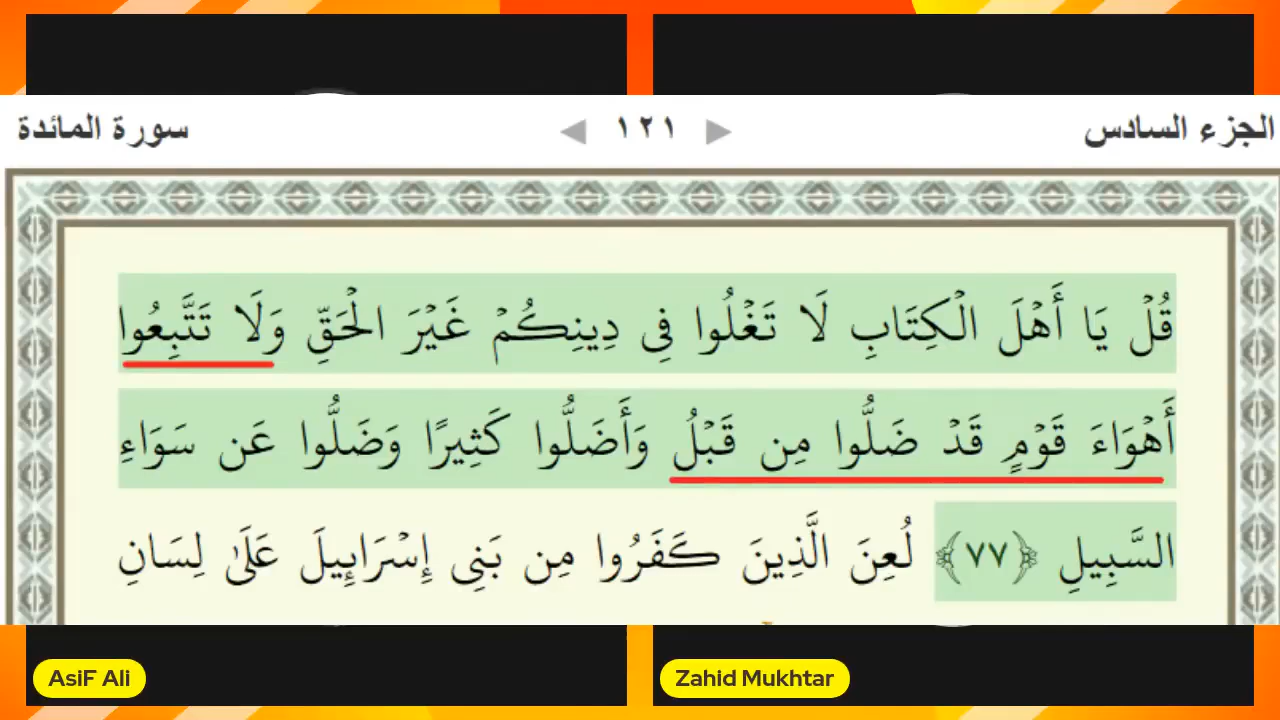 الجزء السادس
١٢١
سورة المائدة
قُلْ يَا أَهْلَ الْكِتَابِ لَا تَغْلُوا فِي دِينِكُمْ غَيْرَ الْحَقِّ وَلَا تَتَّبِعُوا
أَهْوَاءَ قَوْمٍ قَدْ ضَلُّوا مِن قَبْلُ وَأَضَلُّوا كَثِيرًا وَضَلُّوا عَن سَوَاءِ
السَّبِيلِ ﴿٧٧﴾ لُعِنَ الَّذِينَ كَفَرُوا مِن بَنِي إِسْرَائِيلَ عَلَىٰ لِسَانِ
AsiF Ali
Zahid Mukhtar